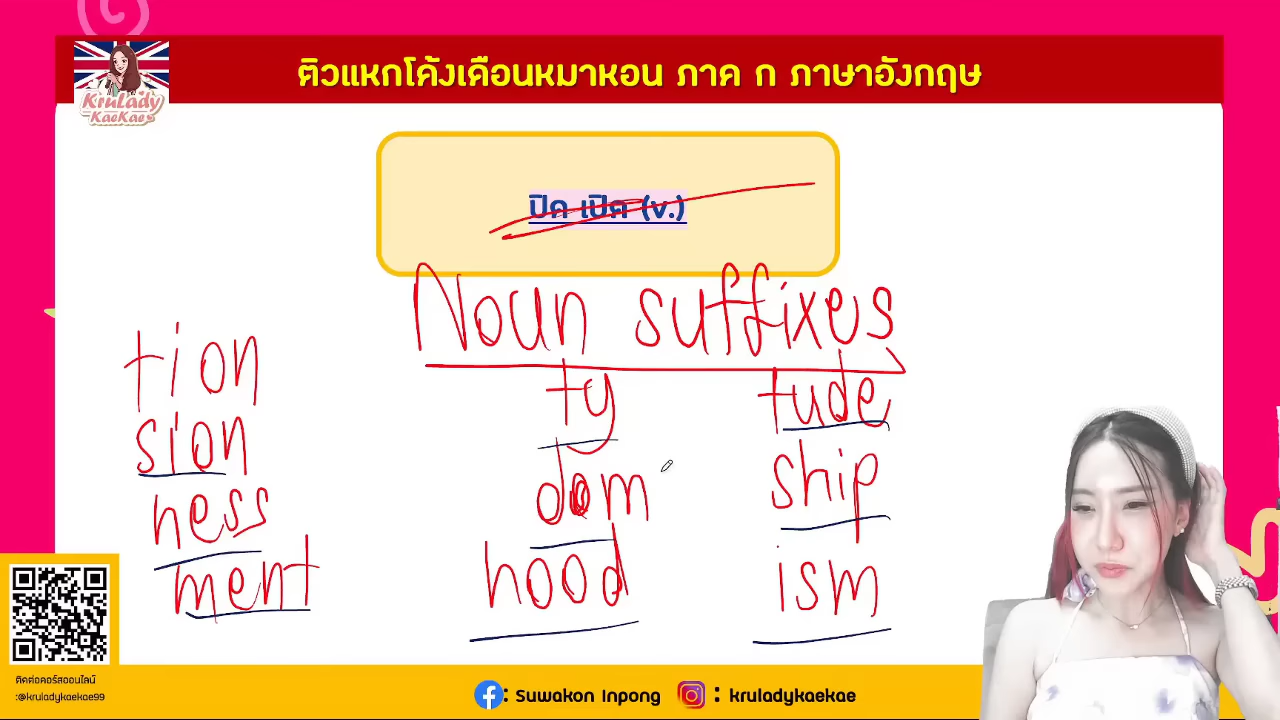 ติวแหกโค้งเดือนหมาหอน ภาค ก ภาษาอังกฤษ
KruLady
KaeKaes
ปิด เปิด (v.)
Noun suffixes
tion
sion
ness
ment
ty
dom
hood
tude
ship
ism
ติดต่อคอร์สออนไลน์
:@kruladykaekae99
: Suwakon Inpong
: kruladykaekae